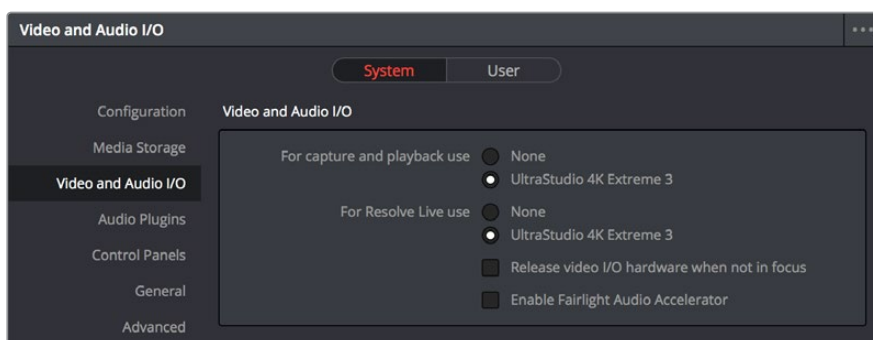 Video and Audio I/O
System User
Configuration
Media Storage
Video and Audio I/O
Audio Plugins
Control Panels
General
Advanced
Video and Audio I/O
For capture and playback use None
UltraStudio 4K Extreme 3
For Resolve Live use None
UltraStudio 4K Extreme 3
Release video I/O hardware when not in focus
Enable Fairlight Audio Accelerator